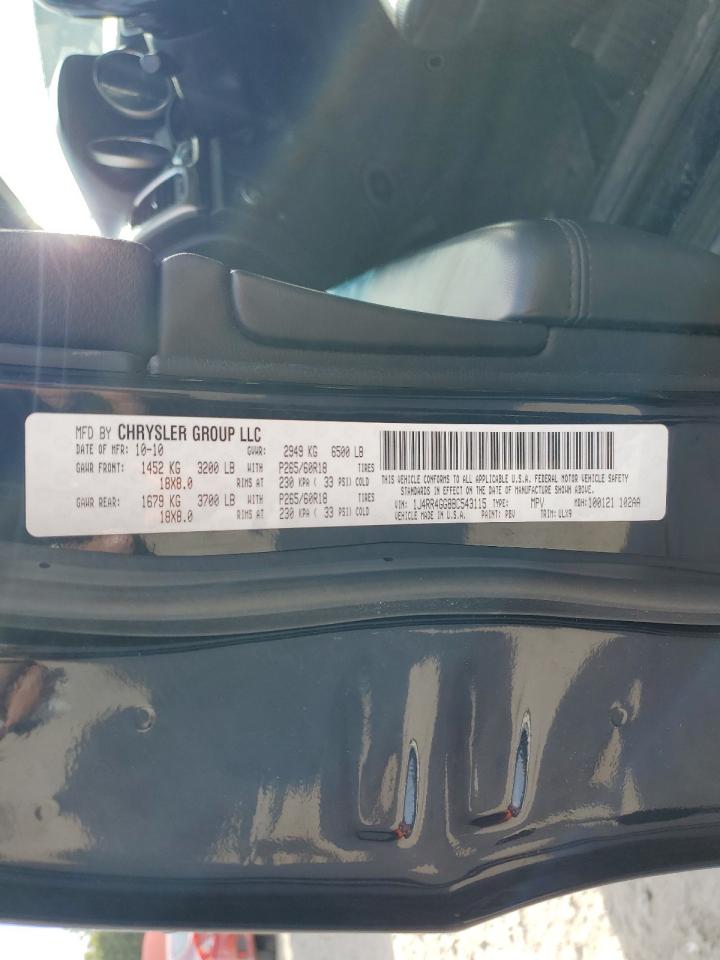 MFD BY CHRYSLER GROUP LLC
DATE OF MFR: 10-10 GVWR: 2949 KG 6500 LB
GAWR FRONT: 1452 KG 3200 LB WITH P265/60R18 TIRES
18X8.0 RIMS AT 230 KPA ( 33 PSI) COLD
GAWR REAR: 1679 KG 3700 LB WITH P265/60R18 TIRES
18X8.0 RIMS AT 230 KPA ( 33 PSI) COLD
THIS VEHICLE CONFORMS TO ALL APPLICABLE U.S.A. FEDERAL MOTOR VEHICLE SAFETY
STANDARDS IN EFFECT ON THE DATE OF MANUFACTURE SHOWN ABOVE.
VIN: 1J4RR4GG8BC543115 TYPE: MPV MDH: 100121 102AA
VEHICLE MADE IN U.S.A. PAINT: PBV TRIM: ULX9